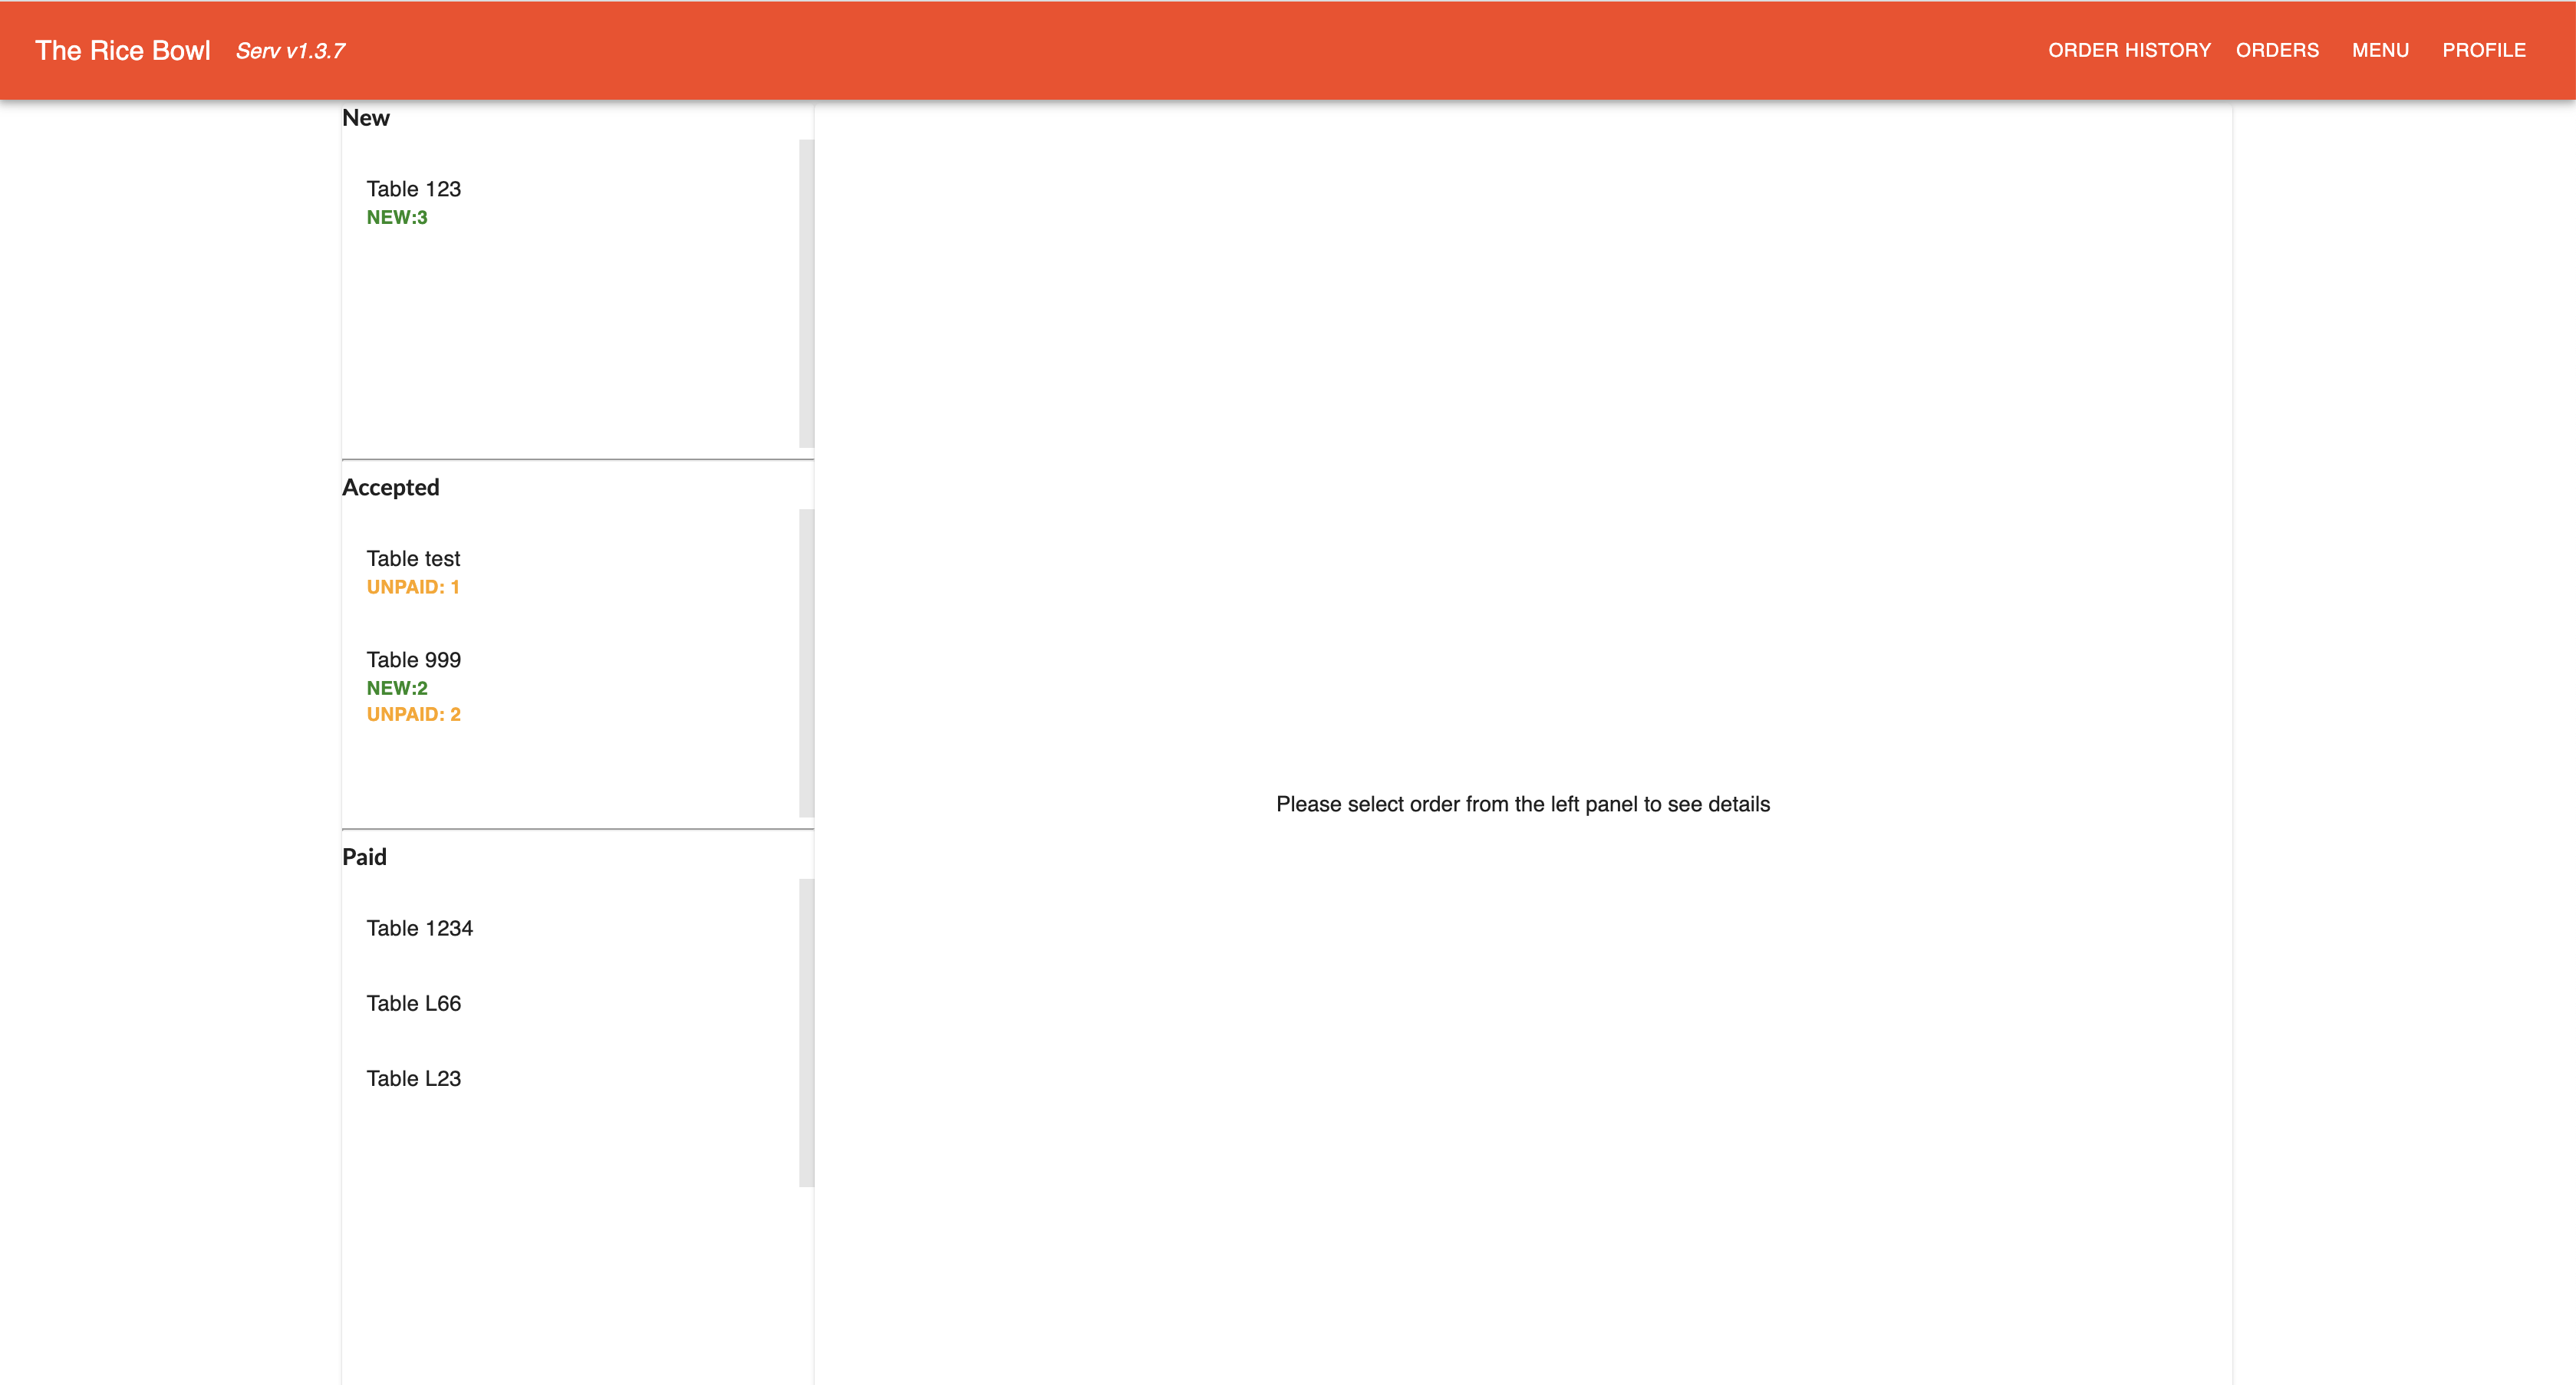 The Rice Bowl Serv v1.3.7 ORDER HISTORY ORDERS MENU PROFILE
New
Table 123
NEW:3
Accepted
Table test
UNPAID: 1
Table 999
NEW:2
UNPAID: 2
Paid
Table 1234
Table L66
Table L23
Please select order from the left panel to see details